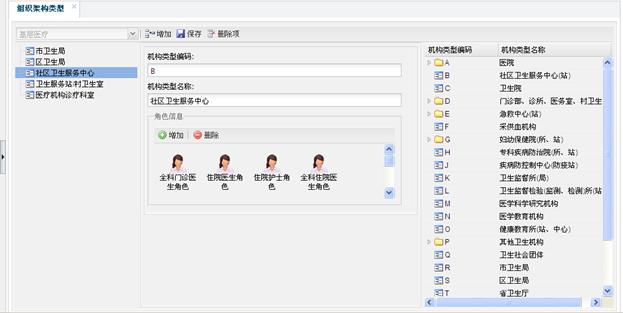 组织架构类型
基层医疗
增加 保存 删除项
市卫生局
区卫生局
社区卫生服务中心
卫生服务站/村卫生室
医疗机构诊疗科室
机构类型编码:
B
机构类型名称:
社区卫生服务中心
角色信息
增加 删除
全科门诊医生角色
住院医生角色
住院护士角色
全科住院医生角色
机构类型编码 机构类型名称
A 医院
B 社区卫生服务中心(站)
C 卫生院
D 门诊部、诊所、医务室、村卫生
E 急救中心(站)
F 采供血机构
G 妇幼保健院(所、站)
H 专科疾病防治院(所、站)
J 疾病防控制中心(防疫站)
K 卫生监督所(局)
L 卫生监督检验(监测、检测)所(站
M 医学科学研究机构
N 医学教育机构
O 健康教育所(站、中心)
P 其他卫生机构
Q 卫生社会团体
R 市卫生局
S 区卫生局
T 省卫生厅